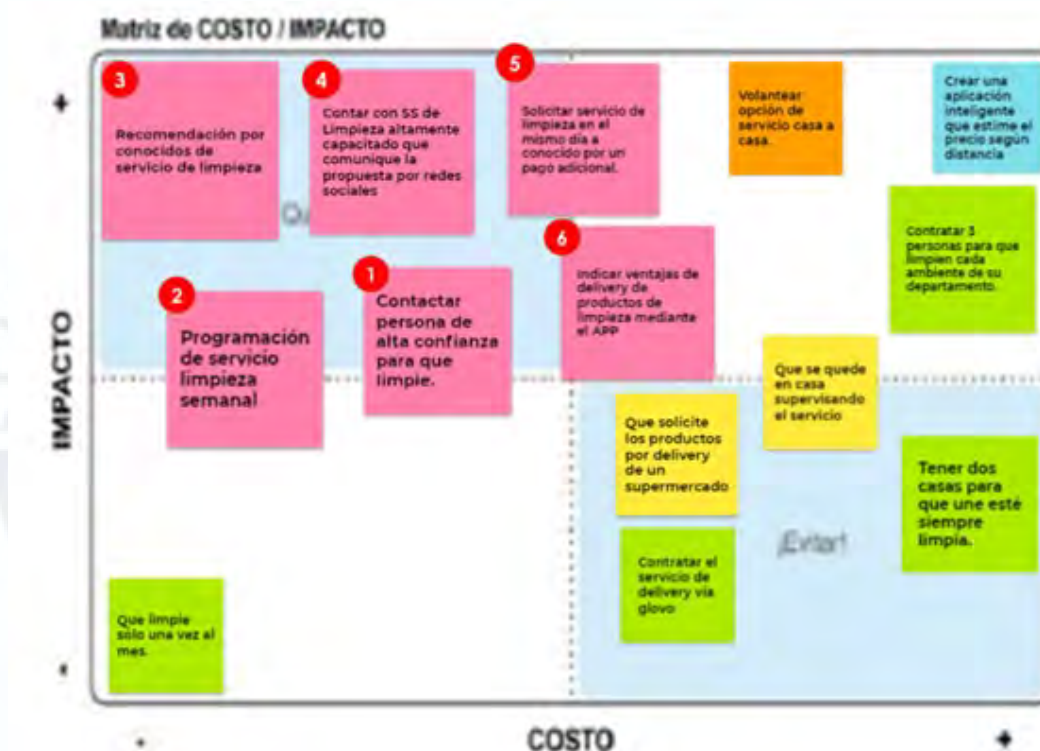 Matriz de COSTO / IMPACTO
+
3
Recomendación por
conocidos de
servicio de limpieza
4
Contar con SS de
Limpieza altamente
capacitado que
comunique la
propuesta por redes
sociales
5
Solicitar servicio de
limpieza en el
mismo día a
conocido por un
pago adicional.
Volantear
opción de
servicio casa a
casa.
Crear una
aplicación
inteligente
que estime el
precio según
distancia
Contratar 3
personas para que
limpien cada
ambiente de su
departamento.
6
Indicar ventajas de
delivery de
productos de
limpieza mediante
el APP
1
Contactar
persona de
alta confianza
para que
limpie.
2
Programación
de servicio
limpieza
semanal
IMPACTO
Que se quede
en casa
supervisando
el servicio
Que solicite
los productos
por delivery
de un
supermercado
Tener dos
casas para
que une esté
siempre
limpia.
¡Evitar!
Contratar el
servicio de
delivery vía
glovo
Que limpie
sólo una vez al
mes.
-
-
COSTO
+